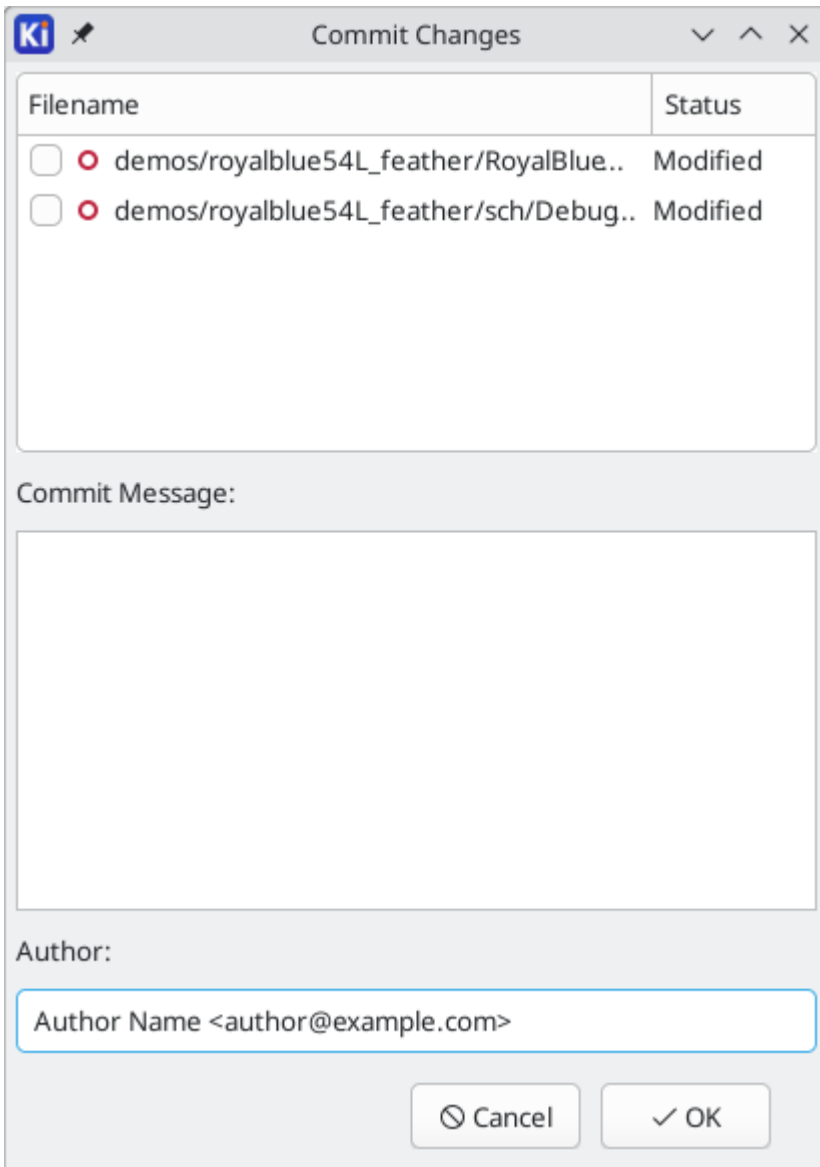 Ki Commit Changes
Filename Status
demos/royalblue54L_feather/RoyalBlue.. Modified
demos/royalblue54L_feather/sch/Debug.. Modified
Commit Message:
Author:
Author Name <author@example.com>
Cancel OK